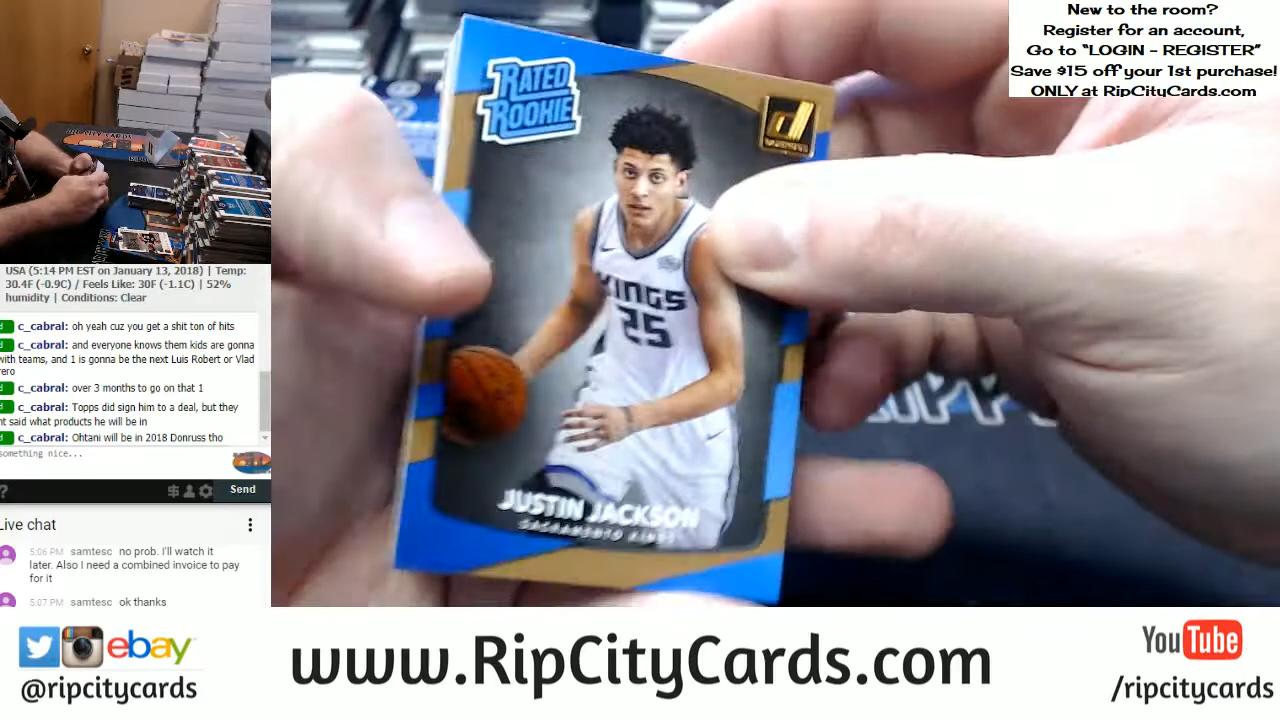 New to the room?
Register for an account,
Go to “LOGIN - REGISTER”
Save $15 off your 1st purchase!
ONLY at RipCityCards.com
RATED
ROOKIE
KINGS
25
JUSTIN JACKSON
SACRAMENTO KINGS
USA (5:14 PM EST on January 13, 2018) | Temp:
30.4F (-0.9C) / Feels Like: 30F (-1.1C) | 52%
humidity | Conditions: Clear
c_cabral: oh yeah cuz you get a shit ton of hits
c_cabral: and everyone knows them kids are gonna
with teams, and 1 is gonna be the next Luis Robert or Vlad
c_cabral: over 3 months to go on that 1
c_cabral: Topps did sign him to a deal, but they
said what products he will be in
c_cabral: Ohtani will be in 2018 Donruss tho
something nice...
?
Send
Live chat
5:06 PM samtesc no prob. I'll watch it
later. Also I need a combined invoice to pay
for it
5:07 PM samtesc ok thanks
ebay
@ripcitycards
www.RipCityCards.com
YouTube
/ripcitycards